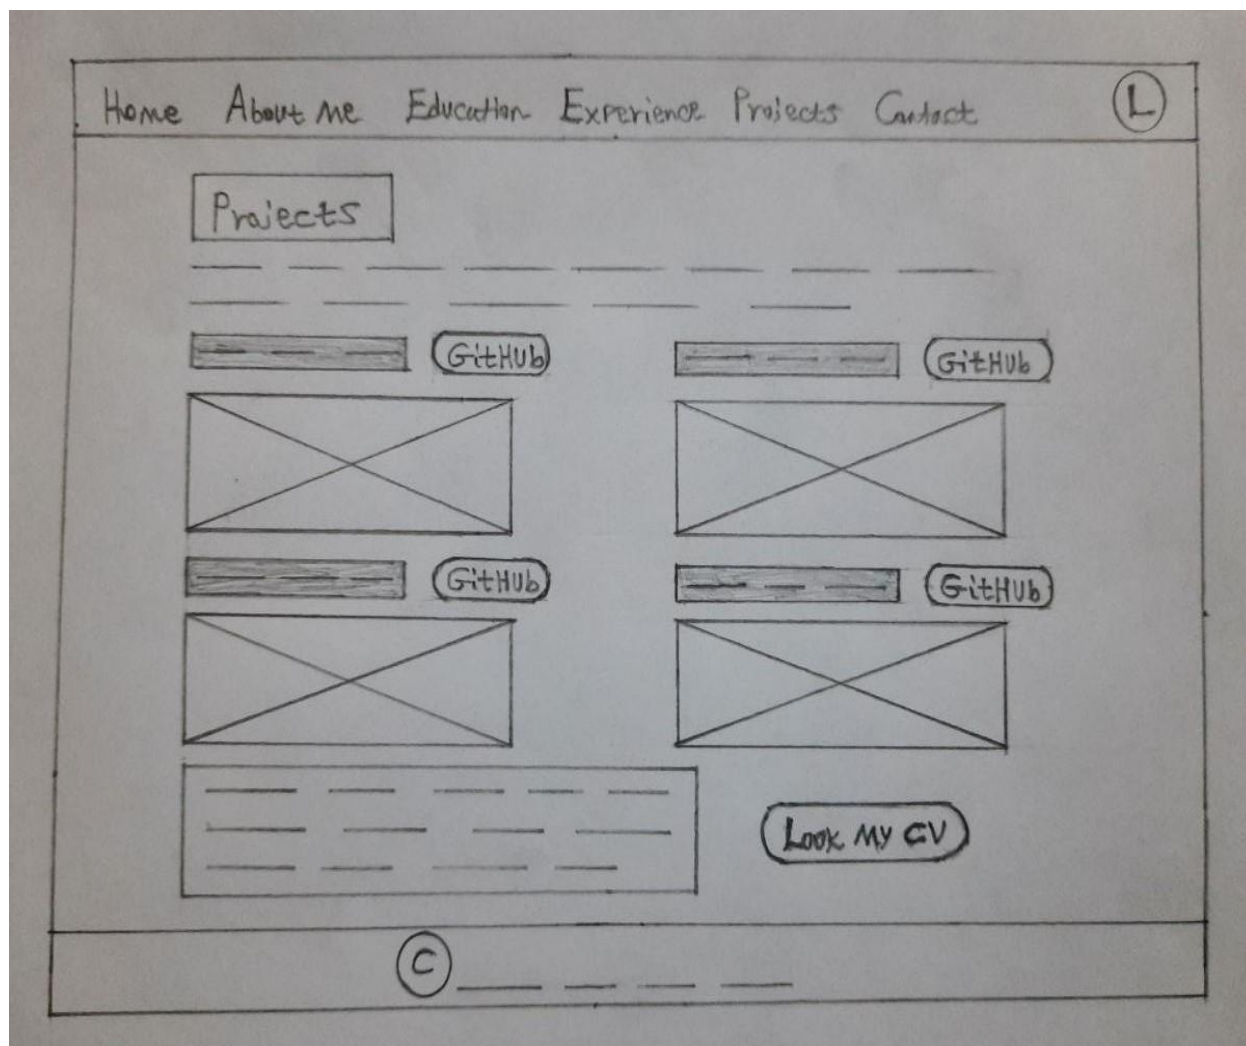 Home About Me Education Experience Projects Contact L
Projects
GitHUb GitHUb
GitHUb GitHUb
Look My CV
C